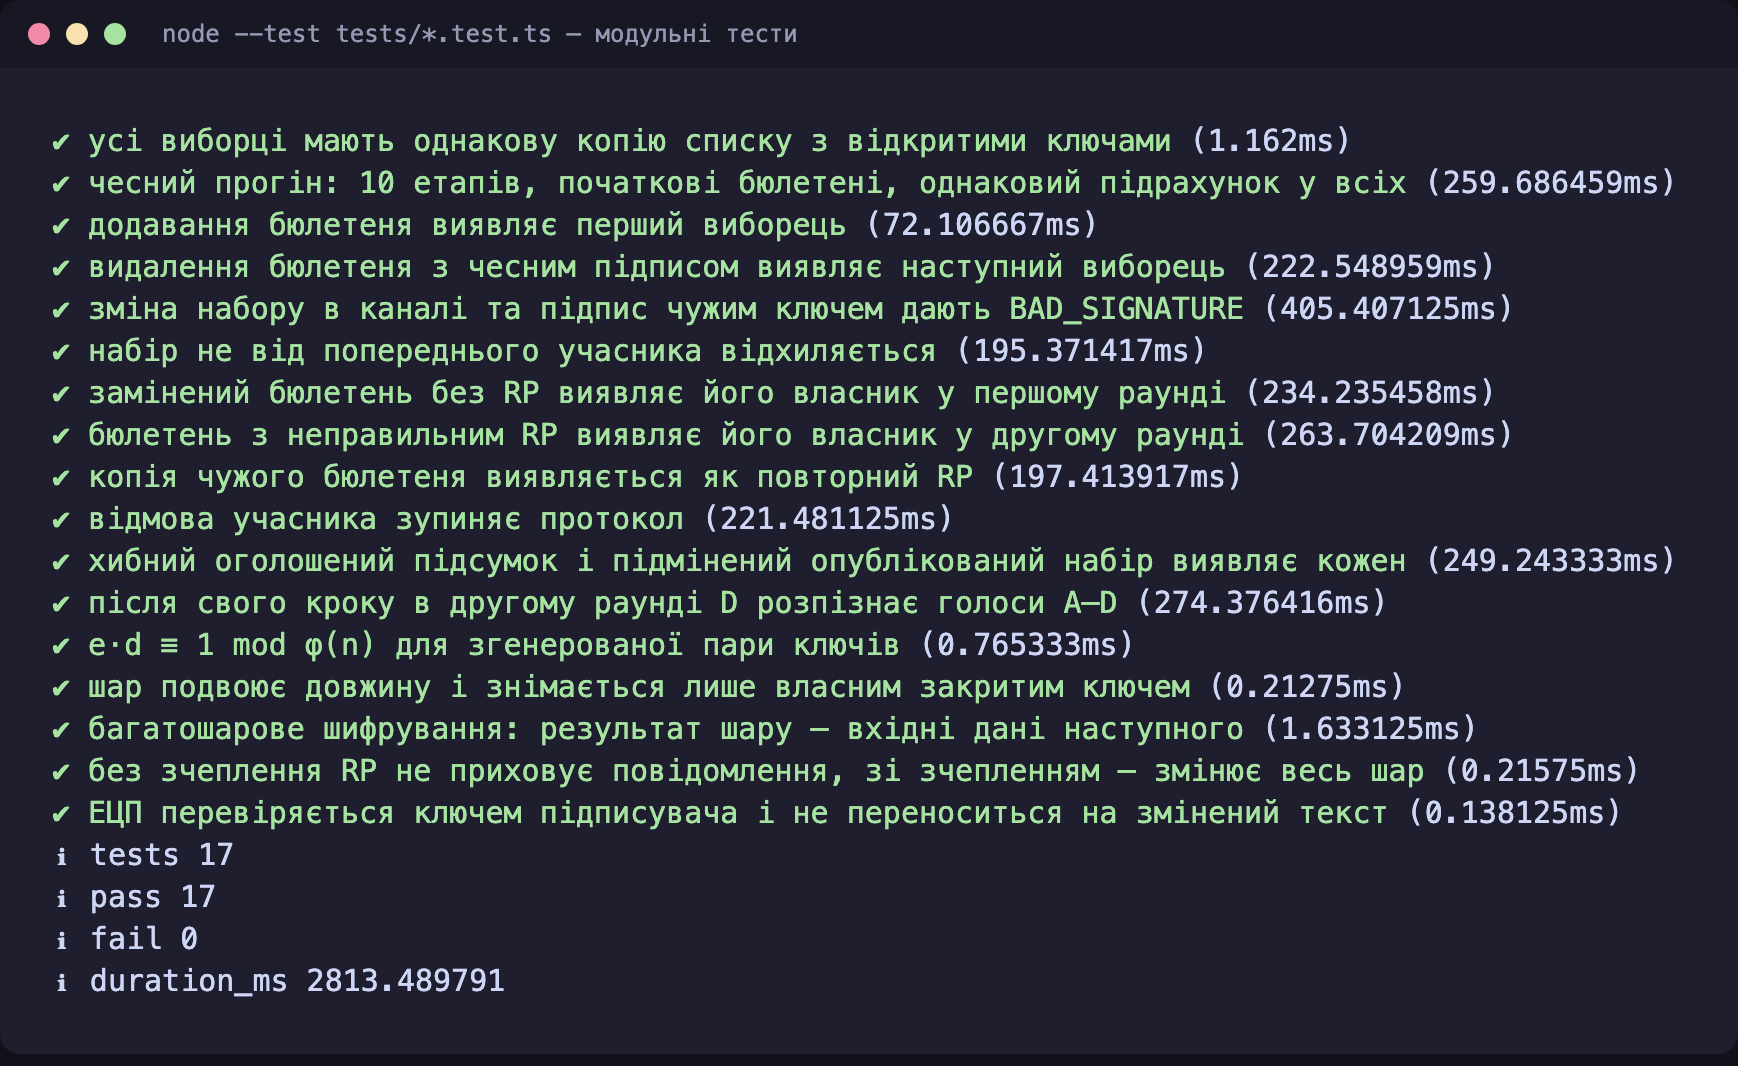 node --test tests/*.test.ts — модульні тести
✔ усі виборці мають однакову копію списку з відкритими ключами (1.162ms)
✔ чесний прогін: 10 етапів, початкові бюлетені, однаковий підрахунок у всіх (259.686459ms)
✔ додавання бюлетеня виявляє перший виборець (72.106667ms)
✔ видалення бюлетеня з чесним підписом виявляє наступний виборець (222.548959ms)
✔ зміна набору в каналі та підпис чужим ключем дають BAD_SIGNATURE (405.407125ms)
✔ набір не від попереднього учасника відхиляється (195.371417ms)
✔ замінений бюлетень без RP виявляє його власник у першому раунді (234.235458ms)
✔ бюлетень з неправильним RP виявляє його власник у другому раунді (263.704209ms)
✔ копія чужого бюлетеня виявляється як повторний RP (197.413917ms)
✔ відмова учасника зупиняє протокол (221.481125ms)
✔ хибний оголошений підсумок і підмінений опублікований набір виявляє кожен (249.243333ms)
✔ після свого кроку в другому раунді D розпізнає голоси A–D (274.376416ms)
✔ e·d ≡ 1 mod φ(n) для згенерованої пари ключів (0.765333ms)
✔ шар подвоює довжину і знімається лише власним закритим ключем (0.21275ms)
✔ багатошарове шифрування: результат шару — вхідні дані наступного (1.633125ms)
✔ без зчеплення RP не приховує повідомлення, зі зчепленням — змінює весь шар (0.21575ms)
✔ ЕЦП перевіряється ключем підписувача і не переноситься на змінений текст (0.138125ms)
ℹ tests 17
ℹ pass 17
ℹ fail 0
ℹ duration_ms 2813.489791